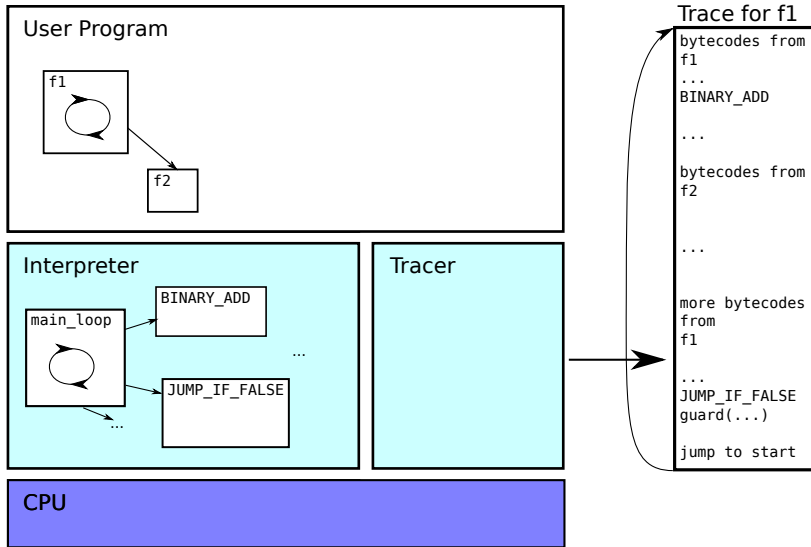 User Program
f1
f2
Interpreter
main_loop
BINARY_ADD
...
JUMP_IF_FALSE
...
Tracer
CPU
Trace for f1
bytecodes from
f1
...
BINARY_ADD
...
bytecodes from
f2
...
more bytecodes
from
f1
...
JUMP_IF_FALSE
guard(...)
jump to start